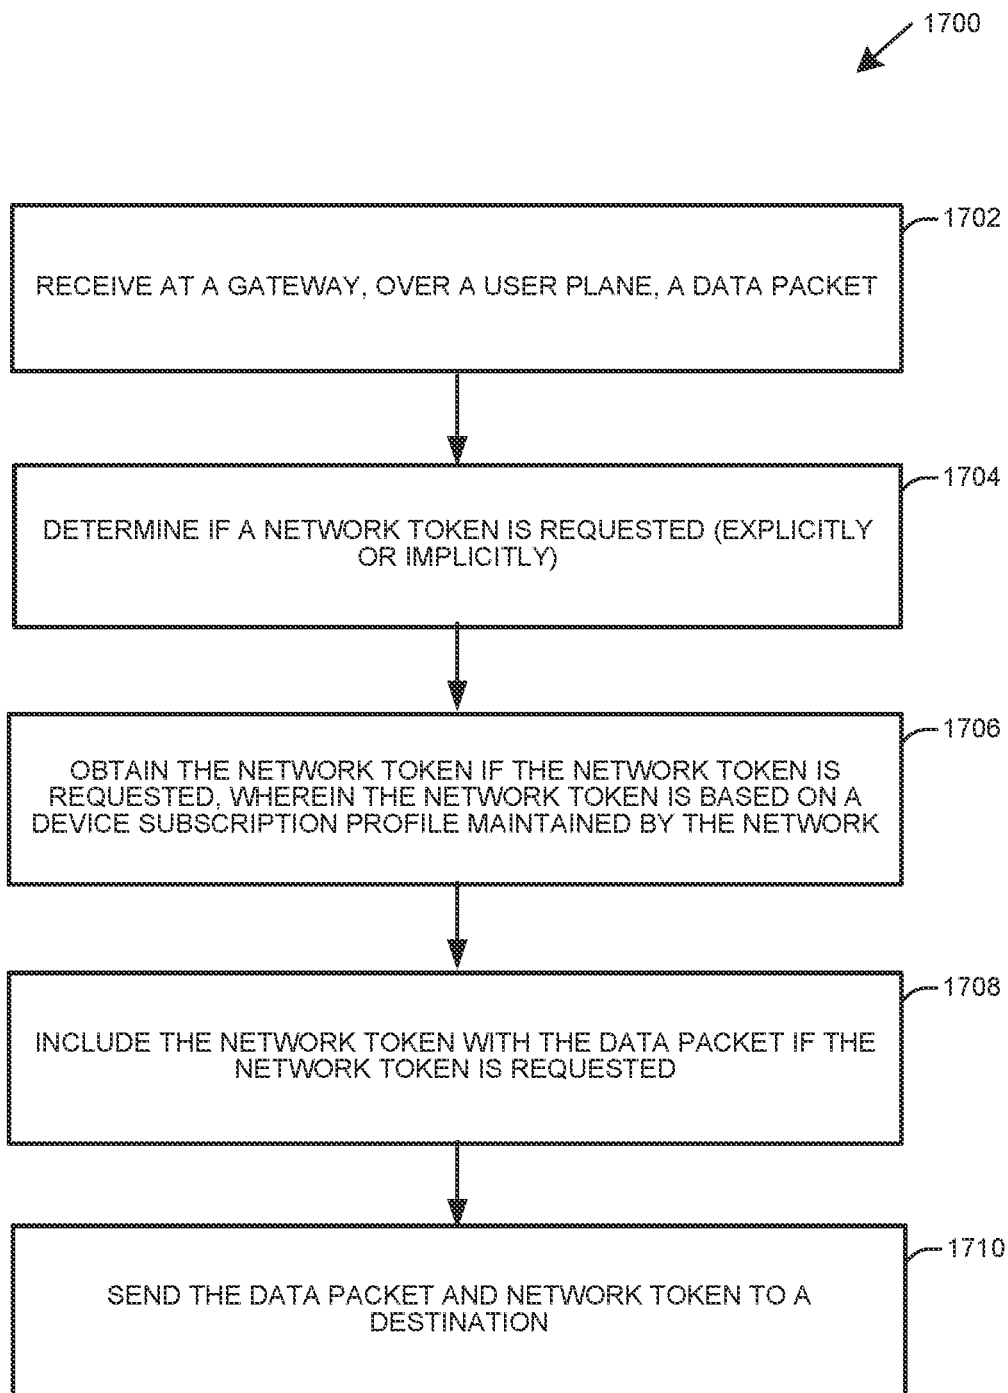 1700
1702
RECEIVE AT A GATEWAY, OVER A USER PLANE, A DATA PACKET
1704
DETERMINE IF A NETWORK TOKEN IS REQUESTED (EXPLICITLY
OR IMPLICITLY)
1706
OBTAIN THE NETWORK TOKEN IF THE NETWORK TOKEN IS
REQUESTED, WHEREIN THE NETWORK TOKEN IS BASED ON A
DEVICE SUBSCRIPTION PROFILE MAINTAINED BY THE NETWORK
1708
INCLUDE THE NETWORK TOKEN WITH THE DATA PACKET IF THE
NETWORK TOKEN IS REQUESTED
1710
SEND THE DATA PACKET AND NETWORK TOKEN TO A
DESTINATION